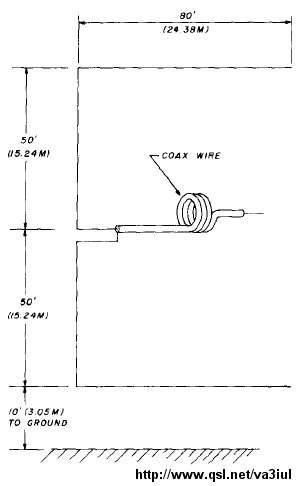 80'
(24.38M)
50'
(15.24M)
COAX WIRE
50'
(15.24M)
10' (3.05M)
TO GROUND
http://www.qsl.net/va3iul